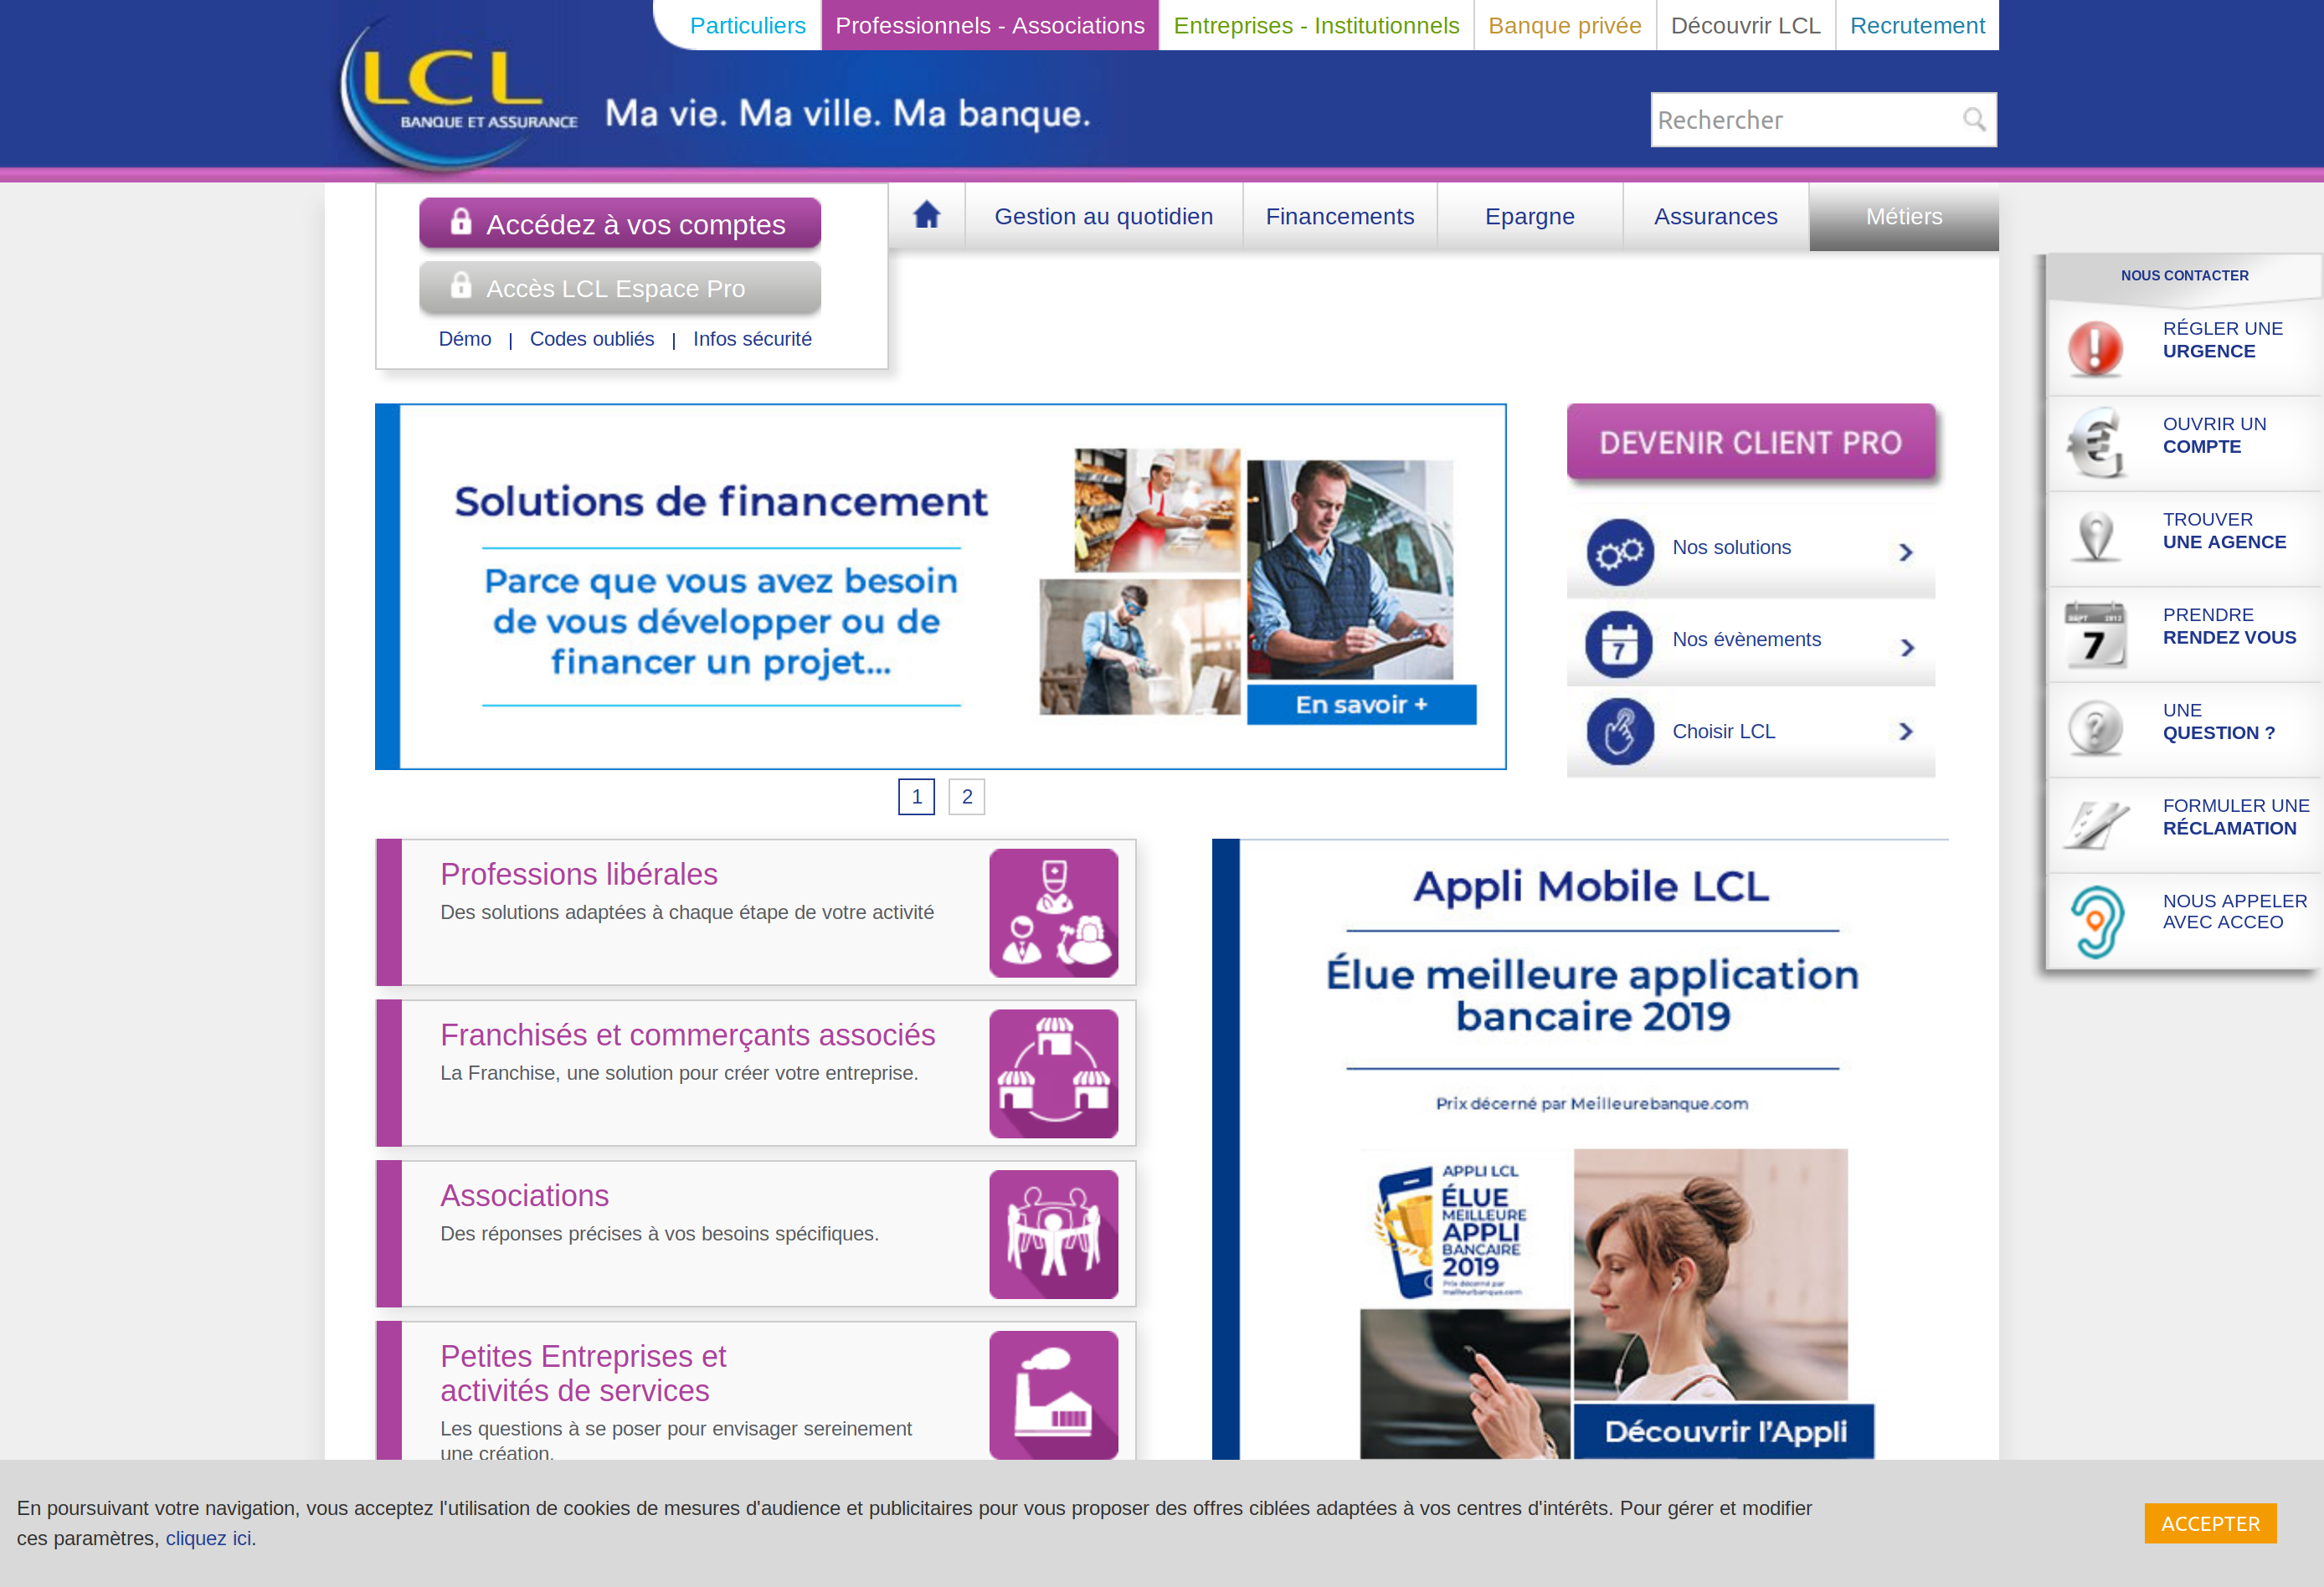 Particuliers
Professionnels - Associations
Entreprises - Institutionnels
Banque privée
Découvrir LCL
Recrutement
LCL
BANQUE ET ASSURANCE
Ma vie. Ma ville. Ma banque.
Rechercher
Accédez à vos comptes
Accès LCL Espace Pro
Démo | Codes oubliés | Infos sécurité
Gestion au quotidien
Financements
Epargne
Assurances
Métiers
Solutions de financement
Parce que vous avez besoin
de vous développer ou de
financer un projet...
En savoir +
1 2
DEVENIR CLIENT PRO
Nos solutions
7
Nos évènements
Choisir LCL
Professions libérales
Des solutions adaptées à chaque étape de votre activité
Franchisés et commerçants associés
La Franchise, une solution pour créer votre entreprise.
Associations
Des réponses précises à vos besoins spécifiques.
Petites Entreprises et
activités de services
Les questions à se poser pour envisager sereinement
une création.
Appli Mobile LCL
Élue meilleure application
bancaire 2019
Prix décerné par Meilleurebanque.com
APPLI LCL
ÉLUE
MEILLEURE
APPLI
BANCAIRE
2019
Prix décerné par
meilleurbanque.com
Découvrir l'Appli
NOUS CONTACTER
RÉGLER UNE
URGENCE
OUVRIR UN
COMPTE
TROUVER
UNE AGENCE
SEPT 2012
7
PRENDRE
RENDEZ VOUS
UNE
QUESTION ?
FORMULER UNE
RÉCLAMATION
NOUS APPELER
AVEC ACCEO
En poursuivant votre navigation, vous acceptez l'utilisation de cookies de mesures d'audience et publicitaires pour vous proposer des offres ciblées adaptées à vos centres d'intérêts. Pour gérer et modifier
ces paramètres, cliquez ici.
ACCEPTER